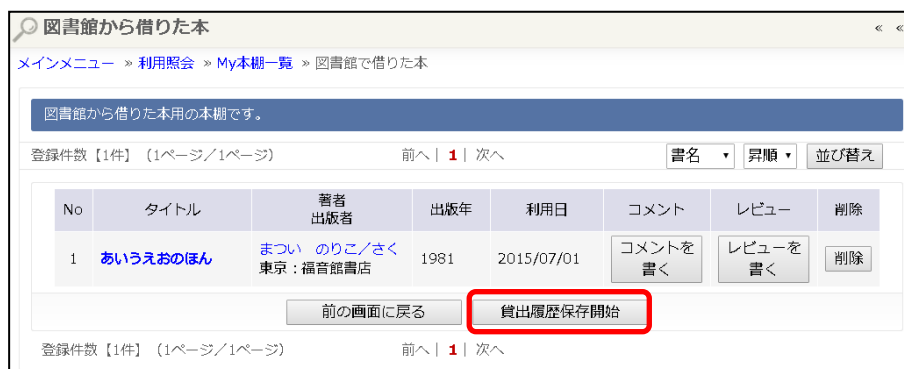 図書館から借りた本 « «
メインメニュー » 利用照会 » My本棚一覧 » 図書館で借りた本
図書館から借りた本用の本棚です。
登録件数【1件】（1ページ／1ページ） 前へ | 1 | 次へ 書名 ▼ 昇順 ▼ 並び替え
No タイトル 著者 出版年 利用日 コメント レビュー 削除
出版者
1 あいうえおのほん まつい のりこ／さく 1981 2015/07/01 コメントを レビューを 削除
東京：福音館書店 書く 書く
前の画面に戻る 貸出履歴保存開始
登録件数【1件】（1ページ／1ページ） 前へ | 1 | 次へ